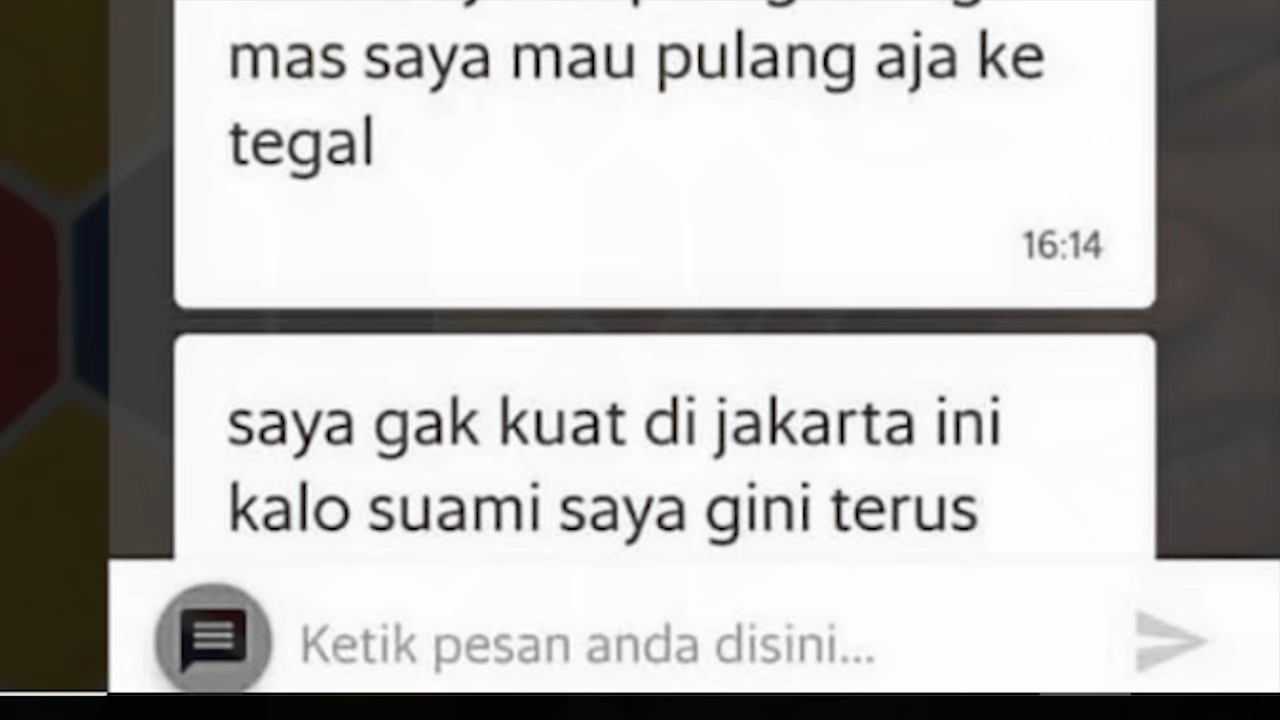 mas saya mau pulang aja ke
tegal
16:14
saya gak kuat di jakarta ini
kalo suami saya gini terus
Ketik pesan anda disini...